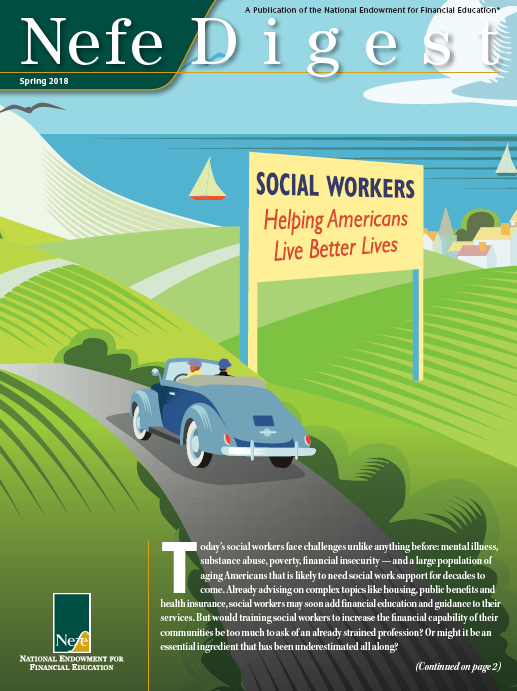 A Publication of the National Endowment for Financial Education®
Nefe Digest
Spring 2018
SOCIAL WORKERS
Helping Americans
Live Better Lives
Today's social workers face challenges unlike anything before: mental illness,
substance abuse, poverty, financial insecurity — and a large population of
aging Americans that is likely to need social work support for decades to
come. Already advising on complex topics like housing, public benefits and
health insurance, social workers may soon add financial education and guidance to their
services. But would training social workers to increase the financial capability of their
communities be too much to ask of an already strained profession? Or might it be an
essential ingredient that has been underestimated all along?
(Continued on page 2)
Nefe
NATIONAL ENDOWMENT FOR
FINANCIAL EDUCATION